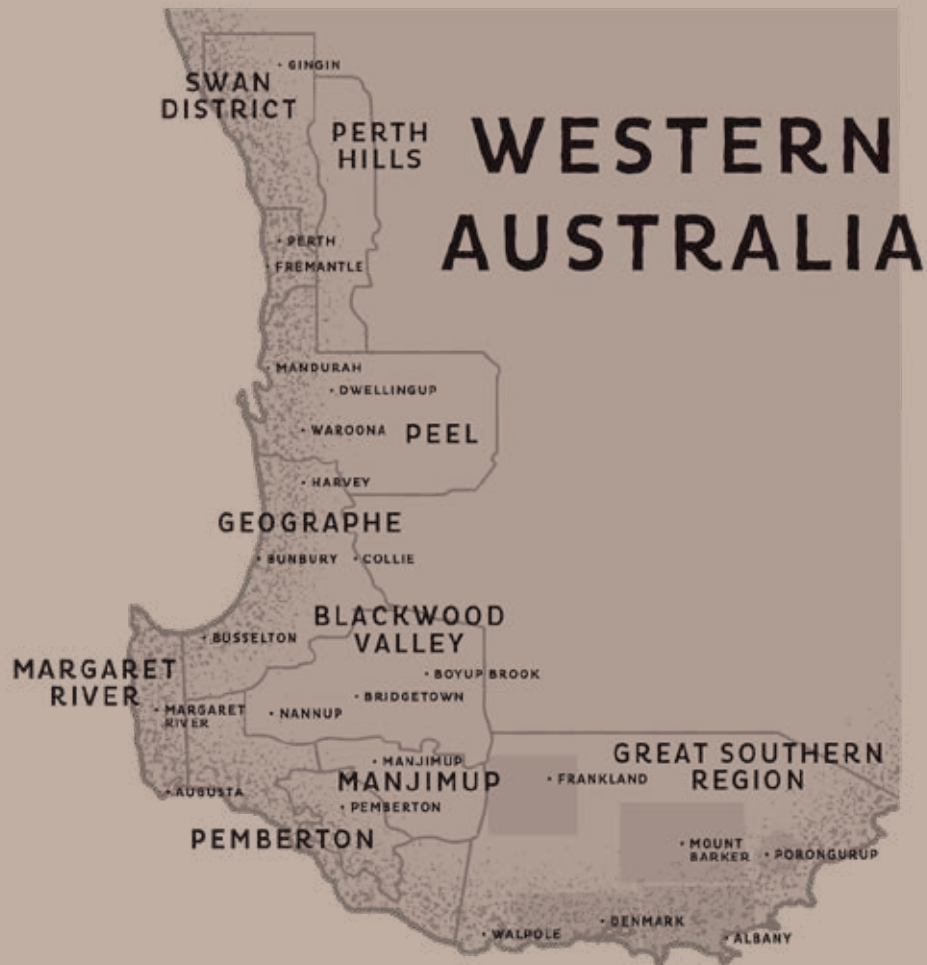 GINGIN
SWAN
DISTRICT
PERTH
HILLS
WESTERN
AUSTRALIA
PERTH
FREMANTLE
MANDURAH
DWELLINGUP
WAROONA
PEEL
HARVEY
GEOGRAPHE
BUNBURY
COLLIE
BLACKWOOD
VALLEY
BUSSELTON
MARGARET
RIVER
BOYUP BROOK
BRIDGETOWN
MARGARET
RIVER
NANNUP
GREAT SOUTHERN
REGION
MANJIMUP
MANJIMUP
FRANKLAND
AUGUSTA
PEMBERTON
PEMBERTON
MOUNT
BARKER
PORONGURUP
DENMARK
WALPOLE
ALBANY